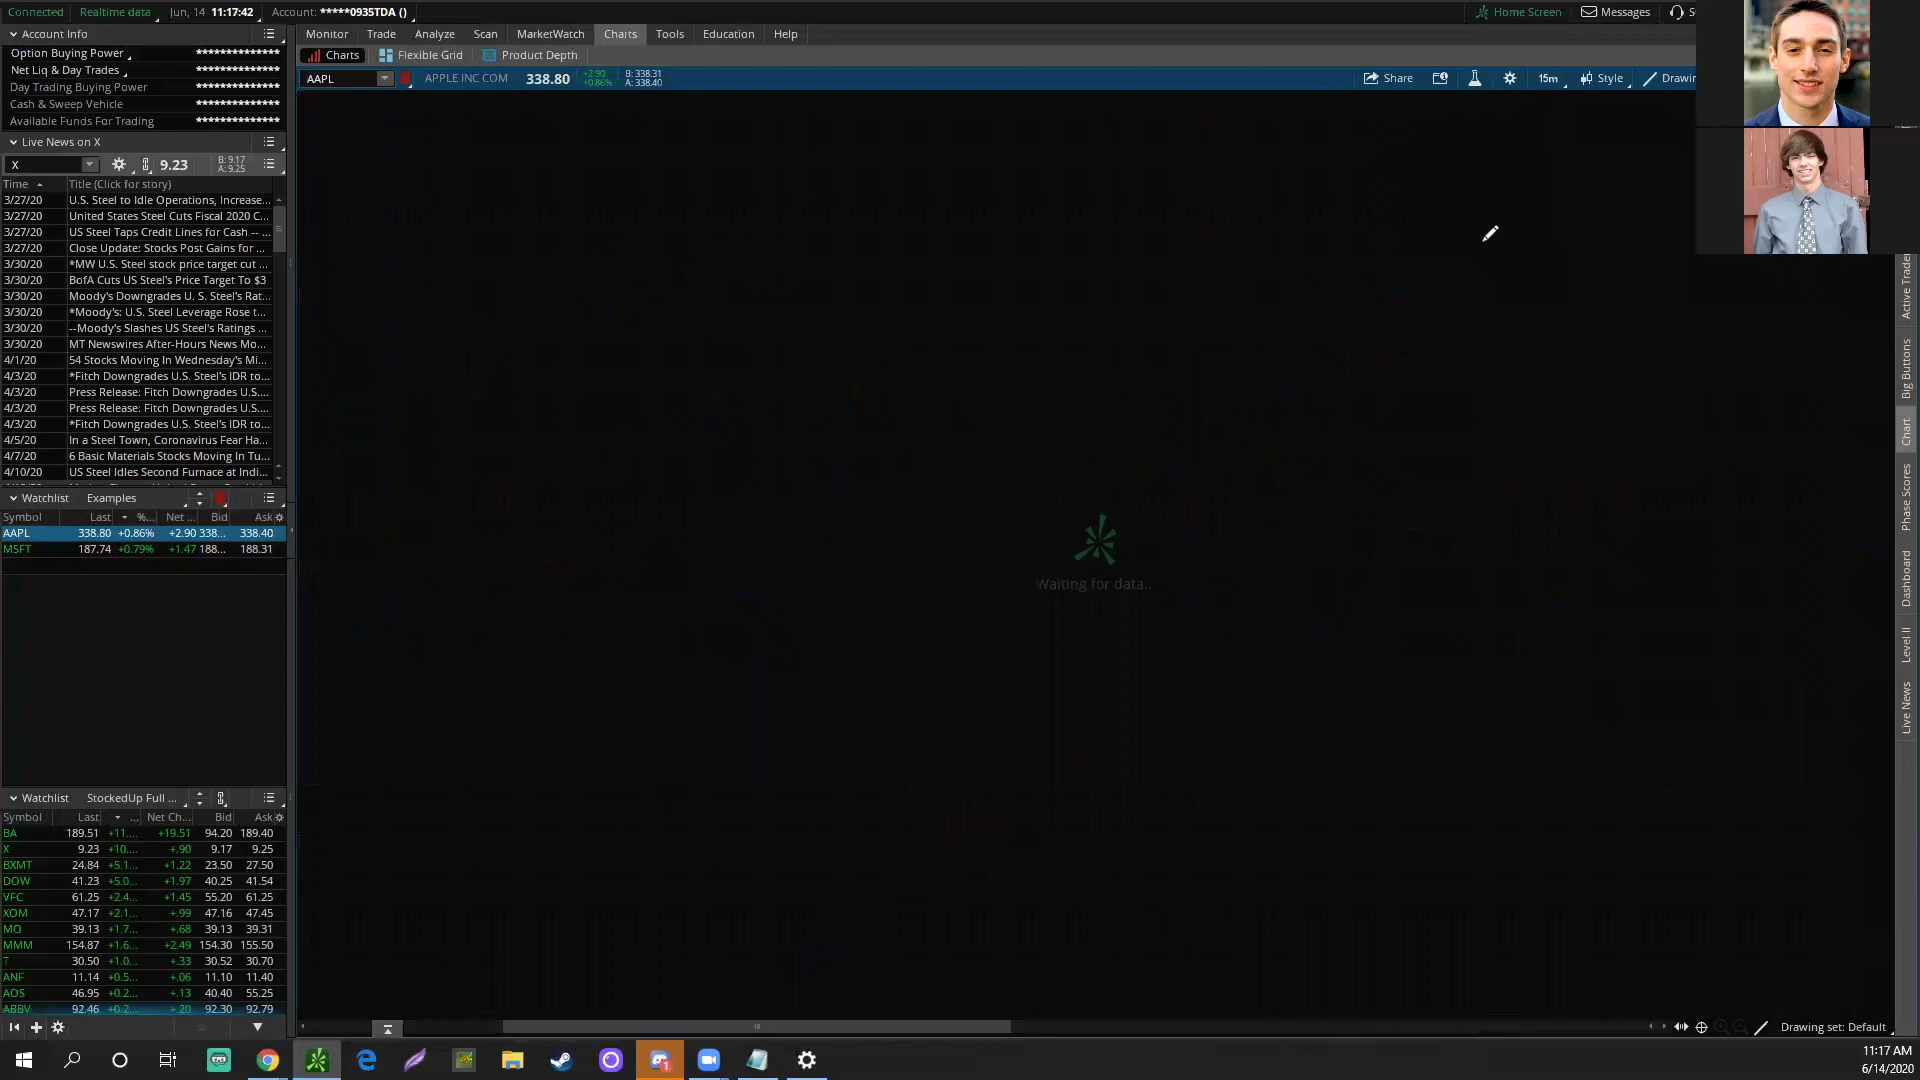 Connected Realtime data Jun, 14 11:17:42 Account: *****0935TDA () Home Screen Messages S
Account Info
Option Buying Power **************
Net Liq & Day Trades **************
Day Trading Buying Power **************
Cash & Sweep Vehicle **************
Available Funds For Trading **************
Live News on X
X 9.23 B: 9.17 A: 9.25
Time Title (Click for story)
3/27/20 U.S. Steel to Idle Operations, Increase...
3/27/20 United States Steel Cuts Fiscal 2020 C...
3/27/20 US Steel Taps Credit Lines for Cash -- ...
3/27/20 Close Update: Stocks Post Gains for ...
3/30/20 *MW U.S. Steel stock price target cut ...
3/30/20 BofA Cuts US Steel's Price Target To $3
3/30/20 Moody's Downgrades U. S. Steel's Rat...
3/30/20 *Moody's: U.S. Steel Leverage Rose t...
3/30/20 --Moody's Slashes US Steel's Ratings ...
3/30/20 MT Newswires After-Hours News Mo...
4/1/20 54 Stocks Moving In Wednesday's Mi...
4/3/20 *Fitch Downgrades U.S. Steel's IDR to...
4/3/20 Press Release: Fitch Downgrades U.S....
4/3/20 Press Release: Fitch Downgrades U.S....
4/3/20 *Fitch Downgrades U.S. Steel's IDR to...
4/5/20 In a Steel Town, Coronavirus Fear Ha...
4/7/20 6 Basic Materials Stocks Moving In Tu...
4/10/20 US Steel Idles Second Furnace at Indi...
Watchlist Examples
Symbol Last %... Net ... Bid Ask
AAPL 338.80 +0.86% +2.90 338... 338.40
MSFT 187.74 +0.79% +1.47 188... 188.31
Watchlist StockedUp Full ...
Symbol Last ... Net Ch... Bid Ask
BA 189.51 +11.... +19.51 94.20 189.40
X 9.23 +10.... +.90 9.17 9.25
BXMT 24.84 +5.1... +1.22 23.50 27.50
DOW 41.23 +5.0... +1.97 40.25 41.54
VFC 61.25 +2.4... +1.45 55.20 61.25
XOM 47.17 +2.1... +.99 47.16 47.45
MO 39.13 +1.7... +.68 39.13 39.31
MMM 154.87 +1.6... +2.49 154.30 155.50
T 30.50 +1.0... +.33 30.52 30.70
ANF 11.14 +0.5... +.06 11.10 11.40
AOS 46.95 +0.2... +.13 40.40 55.25
ABBV 92.46 +0.2... +.20 92.30 92.79
Monitor Trade Analyze Scan MarketWatch Charts Tools Education Help
Charts Flexible Grid Product Depth
AAPL APPLE INC COM 338.80 +2.90 +0.86% B: 338.31 A: 338.40 Share 15m Style Drawin
Waiting for data..
Active Trader
Big Buttons
Chart
Phase Scores
Dashboard
Level II
Live News
Drawing set: Default
1
11:17 AM
6/14/2020